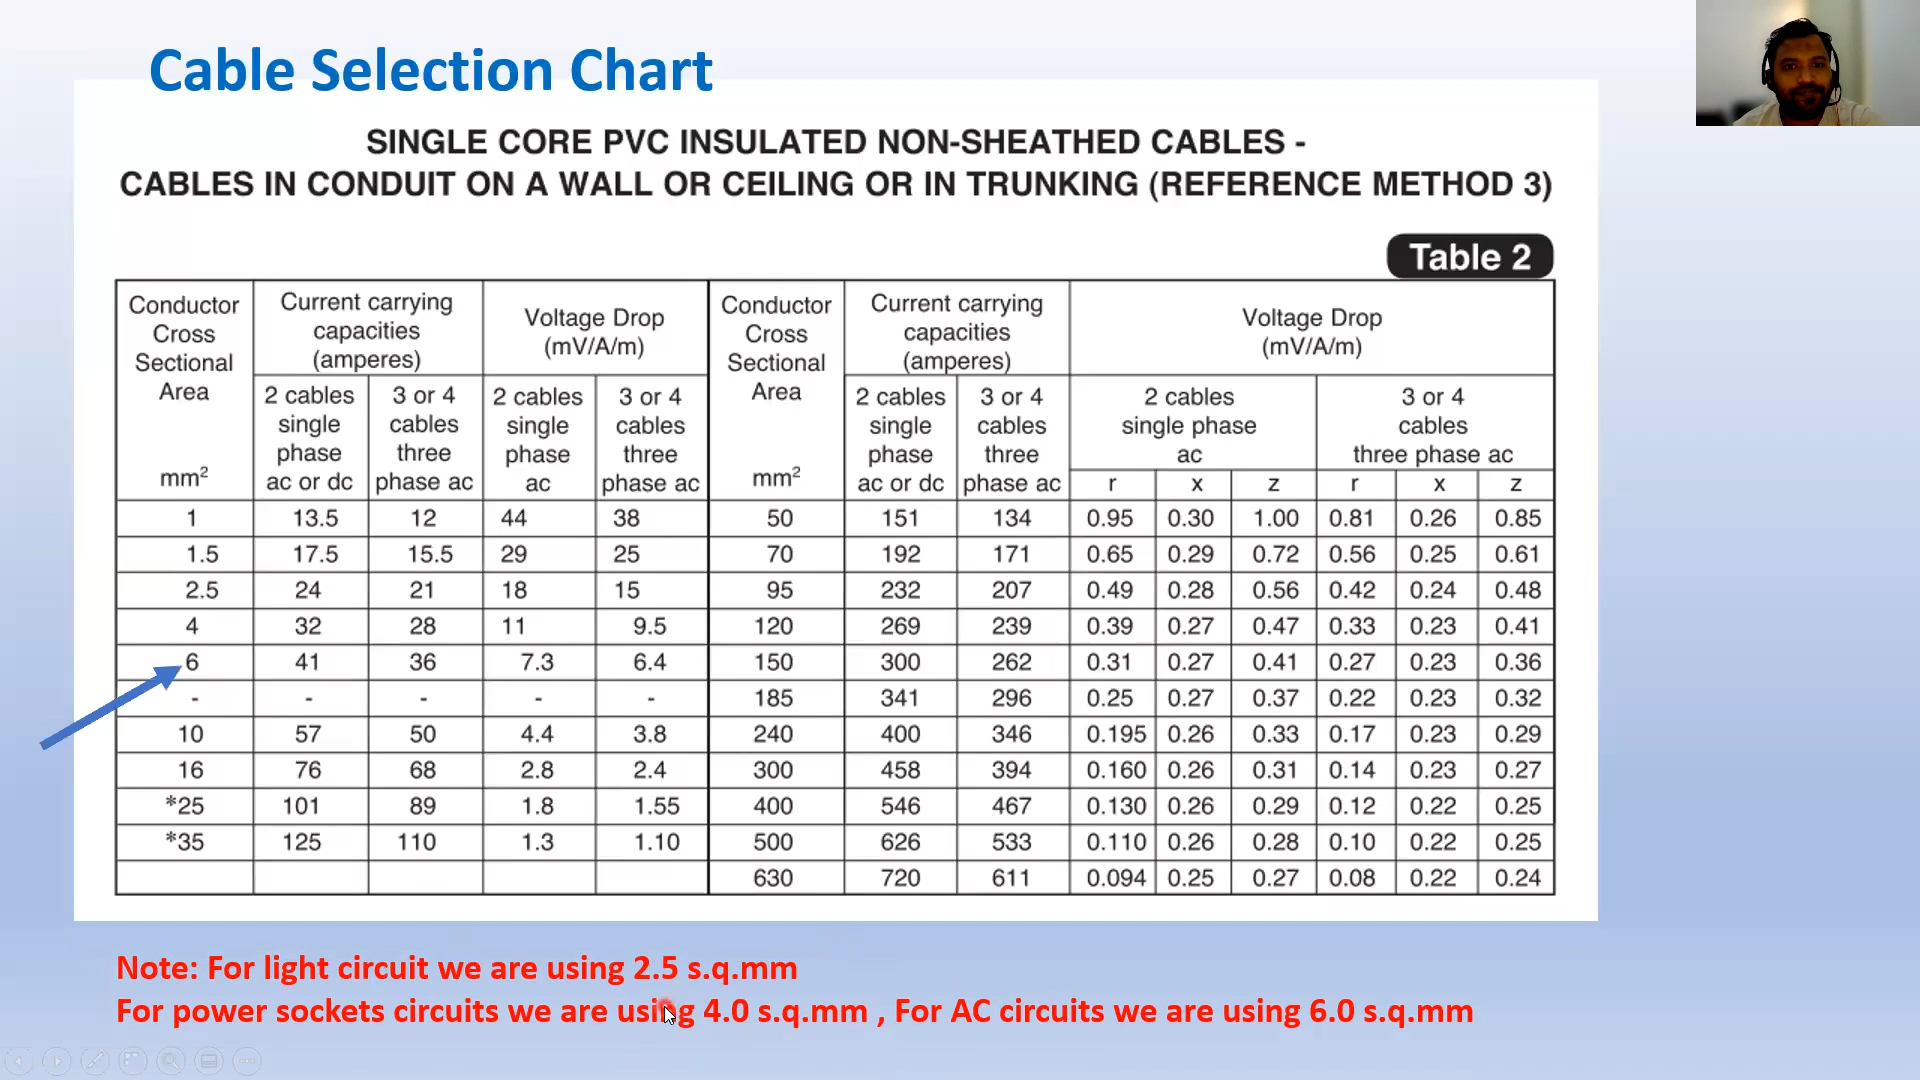 Cable Selection Chart
SINGLE CORE PVC INSULATED NON-SHEATHED CABLES -
CABLES IN CONDUIT ON A WALL OR CEILING OR IN TRUNKING (REFERENCE METHOD 3)
Table 2
Conductor Cross Sectional Area mm² | Current carrying capacities (amperes) | Voltage Drop (mV/A/m) | Conductor Cross Sectional Area mm² | Current carrying capacities (amperes) | Voltage Drop (mV/A/m)
2 cables single phase ac or dc | 3 or 4 cables three phase ac | 2 cables single phase ac | 3 or 4 cables three phase ac | 2 cables single phase ac or dc | 3 or 4 cables three phase ac | 2 cables single phase ac | 3 or 4 cables three phase ac
r x z r x z
1 13.5 12 44 38 50 151 134 0.95 0.30 1.00 0.81 0.26 0.85
1.5 17.5 15.5 29 25 70 192 171 0.65 0.29 0.72 0.56 0.25 0.61
2.5 24 21 18 15 95 232 207 0.49 0.28 0.56 0.42 0.24 0.48
4 32 28 11 9.5 120 269 239 0.39 0.27 0.47 0.33 0.23 0.41
6 41 36 7.3 6.4 150 300 262 0.31 0.27 0.41 0.27 0.23 0.36
- - - - - 185 341 296 0.25 0.27 0.37 0.22 0.23 0.32
10 57 50 4.4 3.8 240 400 346 0.195 0.26 0.33 0.17 0.23 0.29
16 76 68 2.8 2.4 300 458 394 0.160 0.26 0.31 0.14 0.23 0.27
*25 101 89 1.8 1.55 400 546 467 0.130 0.26 0.29 0.12 0.22 0.25
*35 125 110 1.3 1.10 500 626 533 0.110 0.26 0.28 0.10 0.22 0.25
630 720 611 0.094 0.25 0.27 0.08 0.22 0.24
Note: For light circuit we are using 2.5 s.q.mm
For power sockets circuits we are using 4.0 s.q.mm , For AC circuits we are using 6.0 s.q.mm